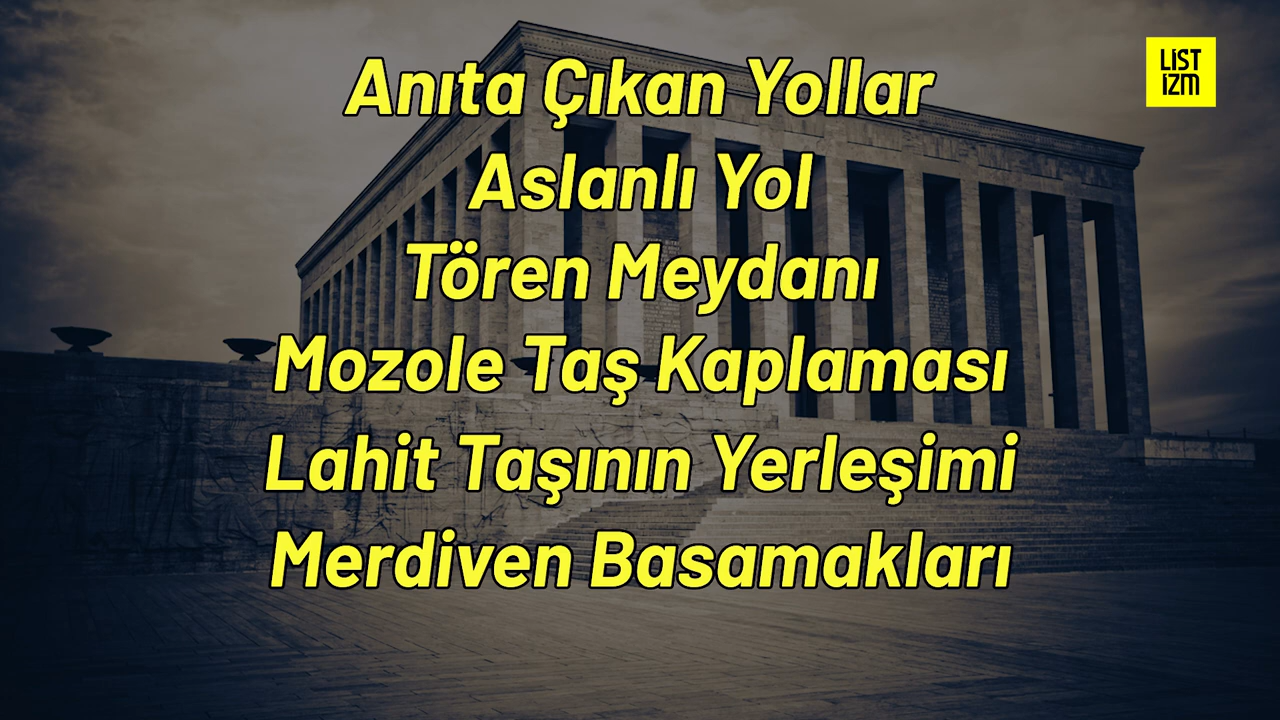 Anıta Çıkan Yollar
LiST
iZM
Aslanlı Yol
Tören Meydanı
Mozole Taş Kaplaması
Lahit Taşının Yerleşimi
Merdiven Basamakları